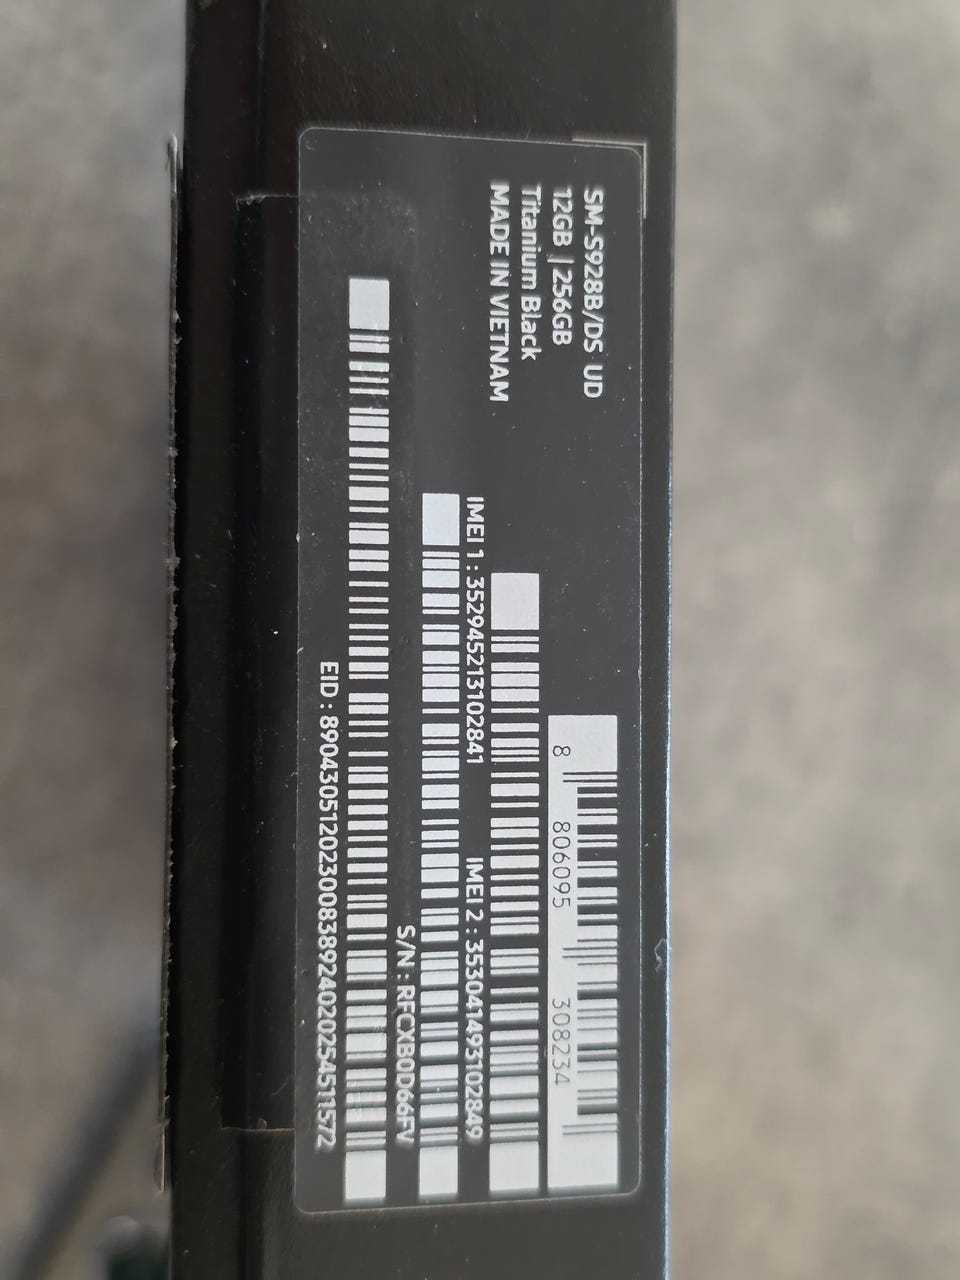 SM-S928B/DS UD
12GB | 256GB
Titanium Black
MADE IN VIETNAM
8 806095 308234
IMEI 1 : 352945213102841 IMEI 2 : 353041493102849
S/N : RFCXB0D66FV
EID : 89043051202300838924020254511572